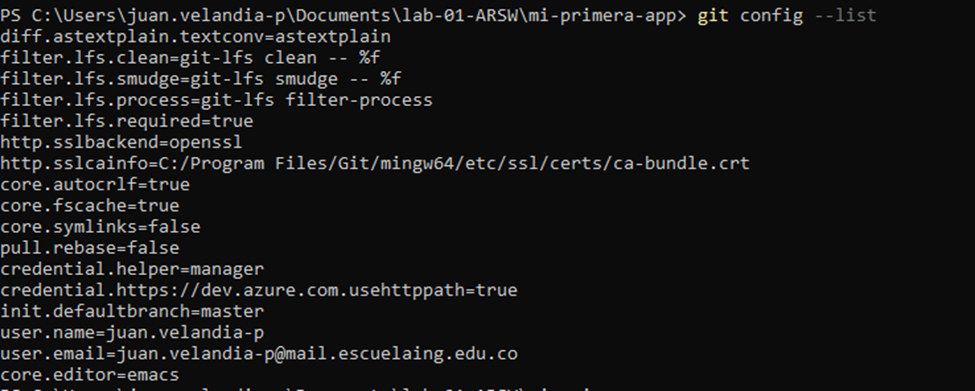 PS C:\Users\juan.velandia-p\Documents\lab-01-ARSW\mi-primera-app> git config --list
diff.astextplain.textconv=astextplain
filter.lfs.clean=git-lfs clean -- %f
filter.lfs.smudge=git-lfs smudge -- %f
filter.lfs.process=git-lfs filter-process
filter.lfs.required=true
http.sslbackend=openssl
http.sslcainfo=C:/Program Files/Git/mingw64/etc/ssl/certs/ca-bundle.crt
core.autocrlf=true
core.fscache=true
core.symlinks=false
pull.rebase=false
credential.helper=manager
credential.https://dev.azure.com.usehttppath=true
init.defaultbranch=master
user.name=juan.velandia-p
user.email=juan.velandia-p@mail.escuelaing.edu.co
core.editor=emacs